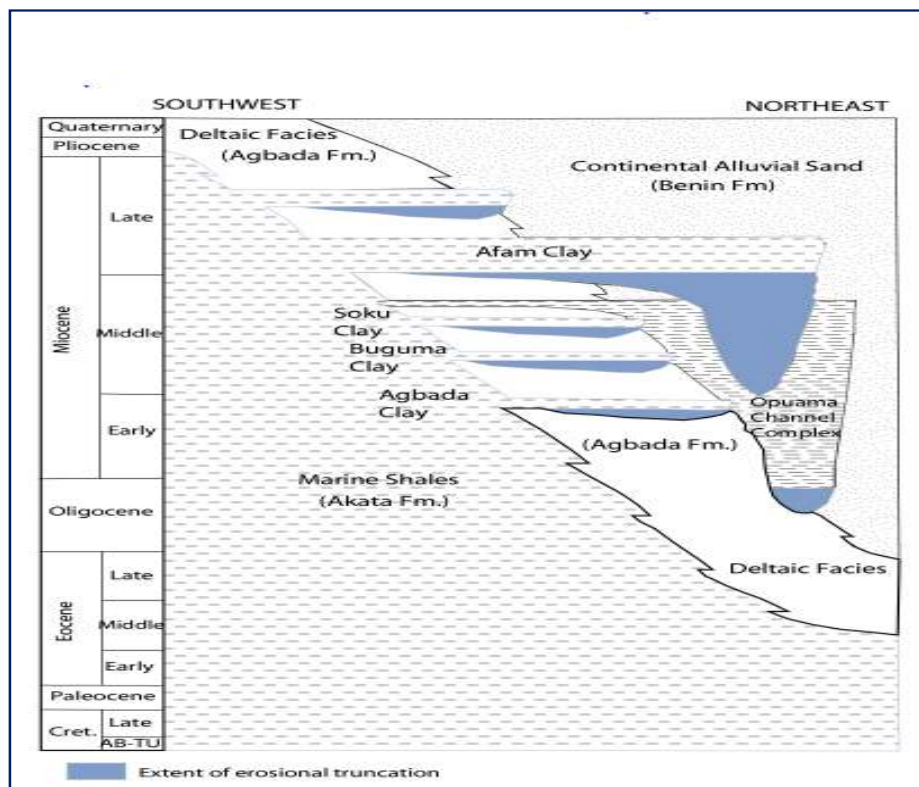 SOUTHWEST
NORTHEAST
Quaternary
Pliocene
Miocene
Late
Middle
Early
Oligocene
Eocene
Late
Middle
Early
Paleocene
Cret.
Late
AB-TU
Deltaic Facies
(Agbada Fm.)
Continental Alluvial Sand
(Benin Fm)
Afam Clay
Soku
Clay
Buguma
Clay
Agbada
Clay
Opuama
Channel
Complex
(Agbada Fm.)
Marine Shales
(Akata Fm.)
Deltaic Facies
Extent of erosional truncation